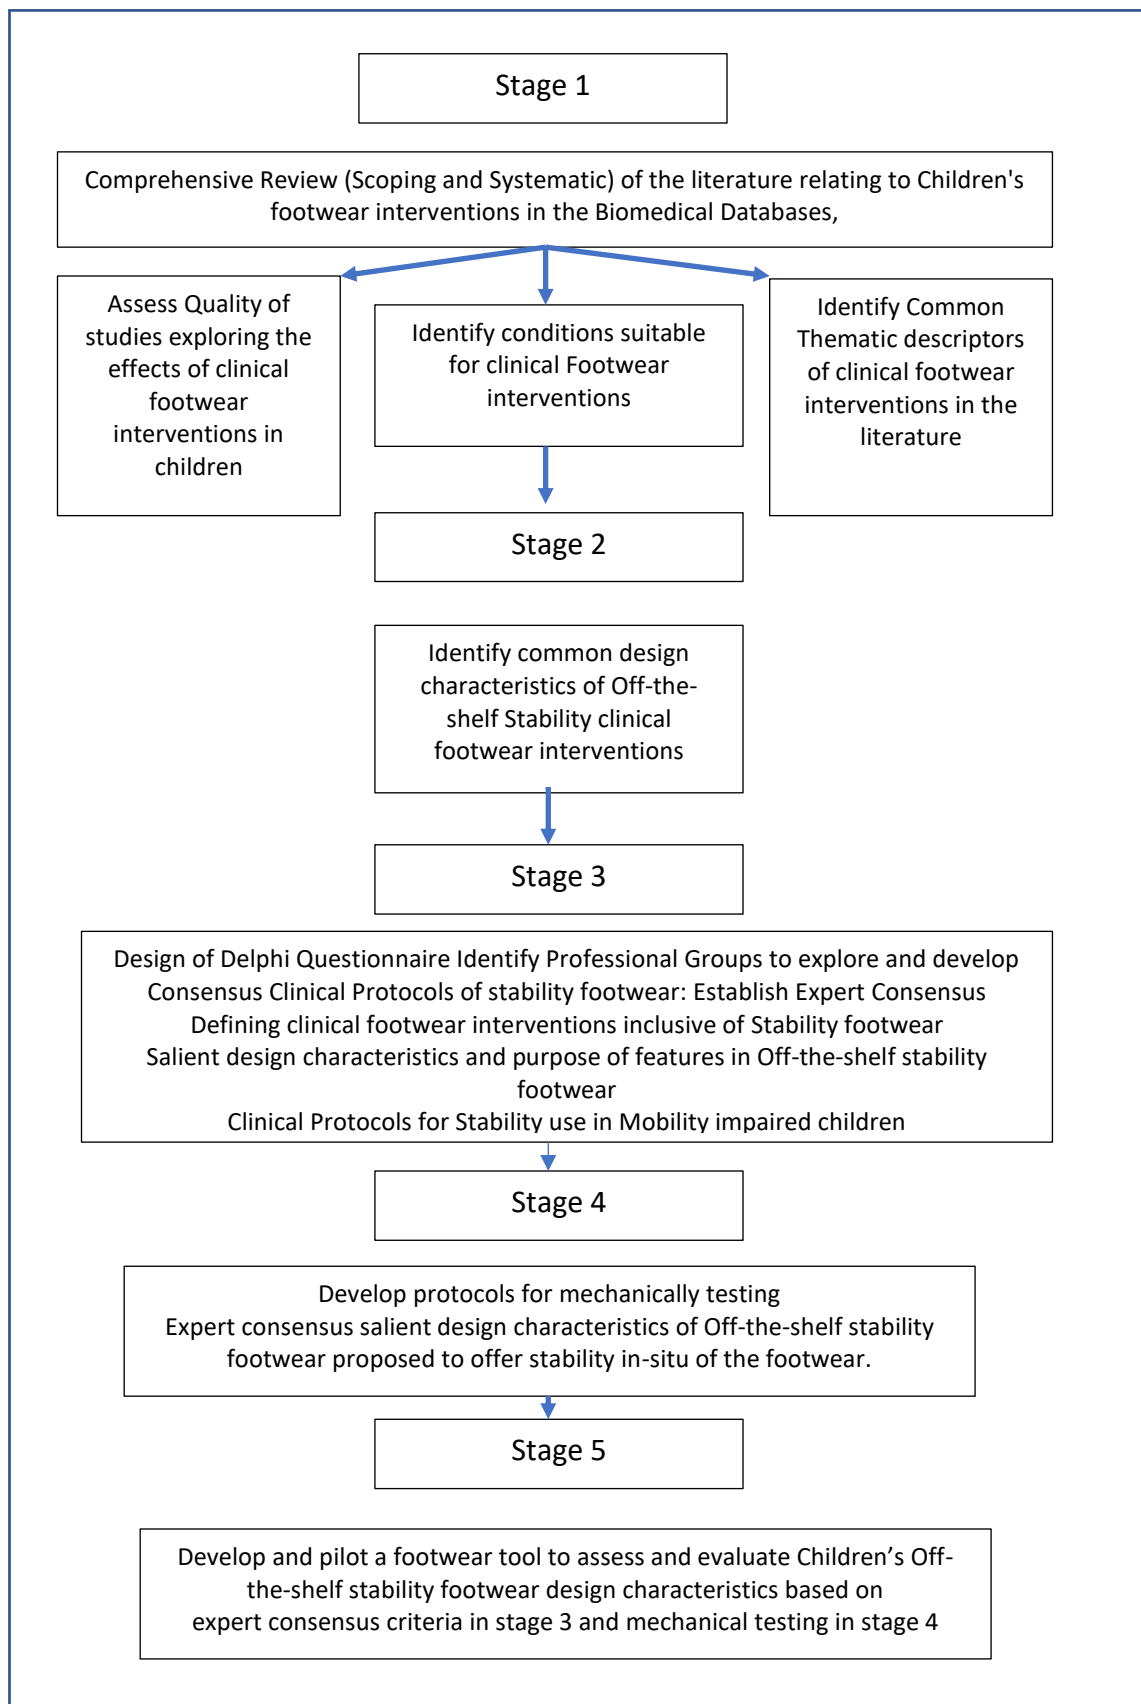 Stage 1
Comprehensive Review (Scoping and Systematic) of the literature relating to Children's
footwear interventions in the Biomedical Databases,
Assess Quality of
studies exploring the
effects of clinical
footwear
interventions in
children
Identify conditions suitable
for clinical Footwear
interventions
Identify Common
Thematic descriptors
of clinical footwear
interventions in the
literature
Stage 2
Identify common design
characteristics of Off-the-
shelf Stability clinical
footwear interventions
Stage 3
Design of Delphi Questionnaire Identify Professional Groups to explore and develop
Consensus Clinical Protocols of stability footwear: Establish Expert Consensus
Defining clinical footwear interventions inclusive of Stability footwear
Salient design characteristics and purpose of features in Off-the-shelf stability
footwear
Clinical Protocols for Stability use in Mobility impaired children
Stage 4
Develop protocols for mechanically testing
Expert consensus salient design characteristics of Off-the-shelf stability
footwear proposed to offer stability in-situ of the footwear.
Stage 5
Develop and pilot a footwear tool to assess and evaluate Children’s Off-
the-shelf stability footwear design characteristics based on
expert consensus criteria in stage 3 and mechanical testing in stage 4